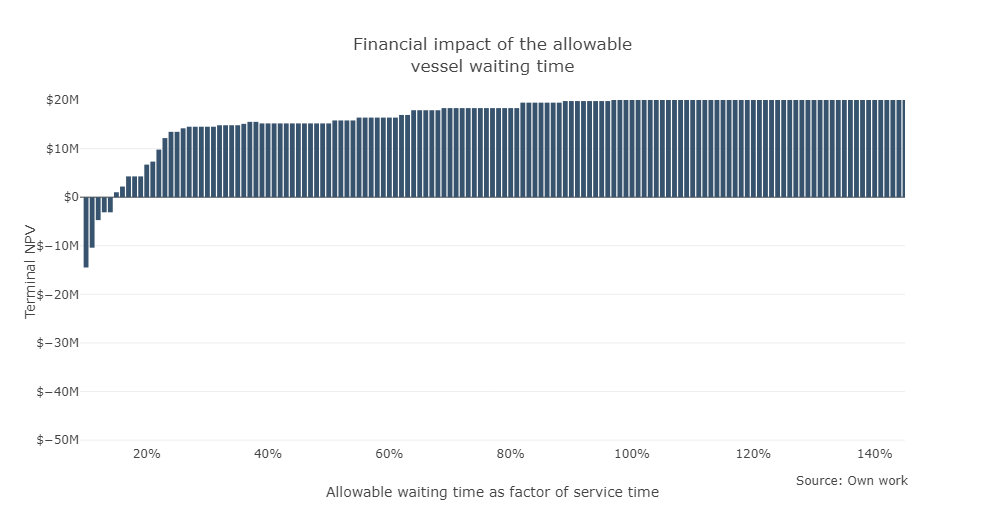 Financial impact of the allowable
vessel waiting time
$20M
$10M
$0
$−10M
$−20M
$−30M
$−40M
$−50M
Terminal NPV
20%
40%
60%
80%
100%
120%
140%
Allowable waiting time as factor of service time
Source: Own work